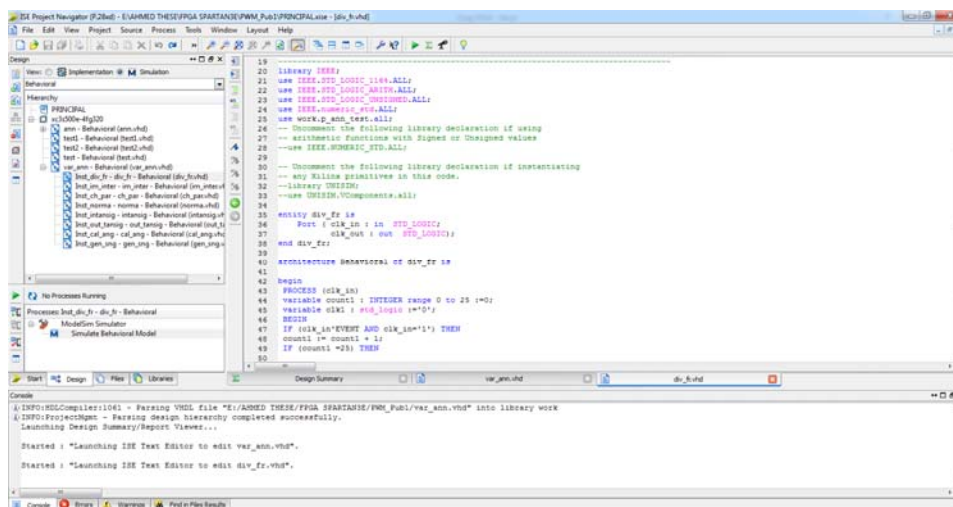 ISE Project Navigator (P.28xd) - E:\AHMED THESE\FPGA SPARTAN3E\PWM_Pub1\PRINCIPAL.xise - [div_fr.vhd]
File Edit View Project Source Process Tools Window Layout Help
Design
View: Implementation Simulation
Behavioral
Hierarchy
PRINCIPAL
xc3s500e-4fg320
ann - Behavioral (ann.vhd)
test1 - Behavioral (test1.vhd)
test2 - Behavioral (test2.vhd)
test - Behavioral (test.vhd)
var_ann - Behavioral (var_ann.vhd)
Inst_div_fr - div_fr - Behavioral (div_fr.vhd)
Inst_im_inter - im_inter - Behavioral (im_inter.vl
Inst_ch_par - ch_par - Behavioral (ch_par.vhd)
Inst_norma - norma - Behavioral (norma.vhd)
Inst_intansig - intansig - Behavioral (intansig.vh
Inst_out_tansig - out_tansig - Behavioral (out_ta
Inst_cal_ang - cal_ang - Behavioral (cal_ang.vhc
Inst_gen_sng - gen_sng - Behavioral (gen_sng.v
No Processes Running
Processes: Inst_div_fr - div_fr - Behavioral
ModelSim Simulator
Simulate Behavioral Model
Start Design Files Libraries
19 ----------------------------------------------------------------------------------
20 library IEEE;
21 use IEEE.STD_LOGIC_1164.ALL;
22 use IEEE.STD_LOGIC_ARITH.ALL;
23 use IEEE.STD_LOGIC_UNSIGNED.ALL;
24 use IEEE.numeric_std.ALL;
25 use work.p_ann_test.all;
26 -- Uncomment the following library declaration if using
27 -- arithmetic functions with Signed or Unsigned values
28 --use IEEE.NUMERIC_STD.ALL;
29
30 -- Uncomment the following library declaration if instantiating
31 -- any Xilinx primitives in this code.
32 --library UNISIM;
33 --use UNISIM.VComponents.all;
34
35 entity div_fr is
36 Port ( clk_in : in STD_LOGIC;
37 clk_out : out STD_LOGIC);
38 end div_fr;
39
40 architecture Behavioral of div_fr is
41
42 begin
43 PROCESS (clk_in)
44 variable count1 : INTEGER range 0 to 25 :=0;
45 variable clk1 : std_logic :='0';
46 BEGIN
47 IF (clk_in'EVENT AND clk_in='1') THEN
48 count1 := count1 + 1;
49 IF (count1 =25) THEN
50
Design Summary var_ann.vhd div_fr.vhd
Console
INFO:HDLCompiler:1061 - Parsing VHDL file "E:/AHMED THESE/FPGA SPARTAN3E/PWM_Pub1/var_ann.vhd" into library work
INFO:ProjectMgmt - Parsing design hierarchy completed successfully.
Launching Design Summary/Report Viewer...
Started : "Launching ISE Text Editor to edit var_ann.vhd".
Started : "Launching ISE Text Editor to edit div_fr.vhd".
Console Errors Warnings Find in Files Results